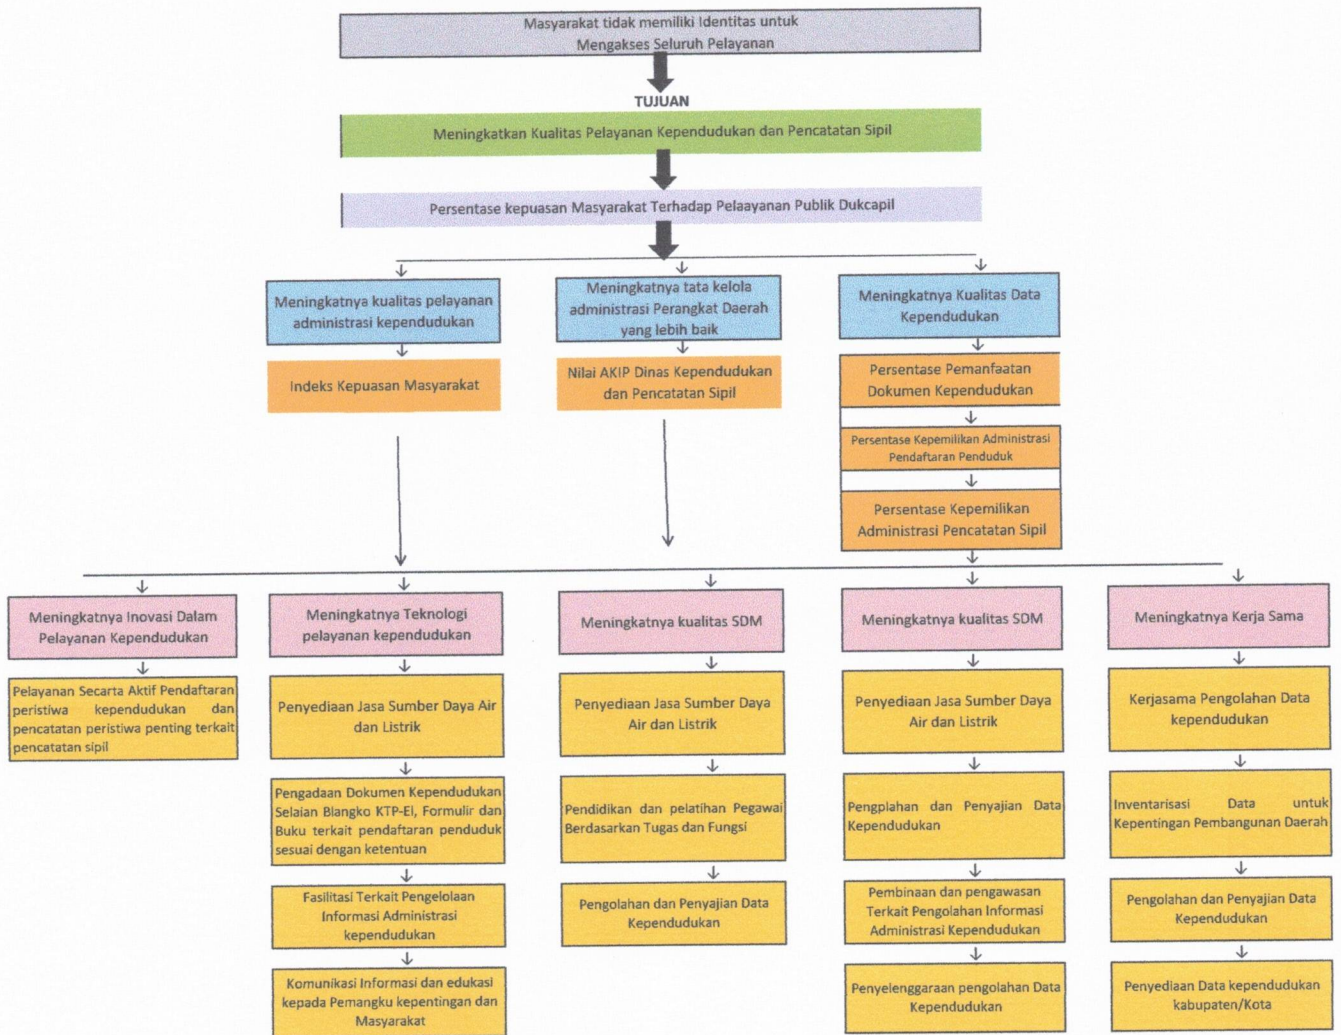 Masyarakat tidak memiliki Identitas untuk
Mengakses Seluruh Pelayanan
TUJUAN
Meningkatkan Kualitas Pelayanan Kependudukan dan Pencatatan Sipil
Persentase kepuasan Masyarakat Terhadap Pelaayanan Publik Dukcapil
Meningkatnya kualitas pelayanan
administrasi kependudukan
Indeks Kepuasan Masyarakat
Meningkatnya tata kelola
administrasi Perangkat Daerah
yang lebih baik
Nilai AKIP Dinas Kependudukan
dan Pencatatan Sipil
Meningkatnya Kualitas Data
Kependudukan
Persentase Pemanfaatan
Dokumen Kependudukan
Persentase Kepemilikan Administrasi
Pendaftaran Penduduk
Persentase Kepemilikan
Administrasi Pencatatan Sipil
Meningkatnya Inovasi Dalam
Pelayanan Kependudukan
Pelayanan Secarta Aktif Pendaftaran
peristiwa kependudukan dan
pencatatan peristiwa penting terkait
pencatatan sipil
Meningkatnya Teknologi
pelayanan kependudukan
Penyediaan Jasa Sumber Daya Air
dan Listrik
Pengadaan Dokumen Kependudukan
Selaian Blangko KTP-El, Formulir dan
Buku terkait pendaftaran penduduk
sesuai dengan ketentuan
Fasilitasi Terkait Pengelolaan
Informasi Administrasi
kependudukan
Komunikasi Informasi dan edukasi
kepada Pemangku kepentingan dan
Masyarakat
Meningkatnya kualitas SDM
Penyediaan Jasa Sumber Daya
Air dan Listrik
Pendidikan dan pelatihan Pegawai
Berdasarkan Tugas dan Fungsi
Pengolahan dan Penyajian Data
Kependudukan
Meningkatnya kualitas SDM
Penyediaan Jasa Sumber Daya
Air dan Listrik
Pengplahan dan Penyajian Data
Kependudukan
Pembinaan dan pengawasan
Terkait Pengolahan Informasi
Administrasi Kependudukan
Penyelenggaraan pengolahan Data
Kependudukan
Meningkatnya Kerja Sama
Kerjasama Pengolahan Data
kependudukan
Inventarisasi Data untuk
Kepentingan Pembangunan Daerah
Pengolahan dan Penyajian Data
Kependudukan
Penyediaan Data kependudukan
kabupaten/Kota